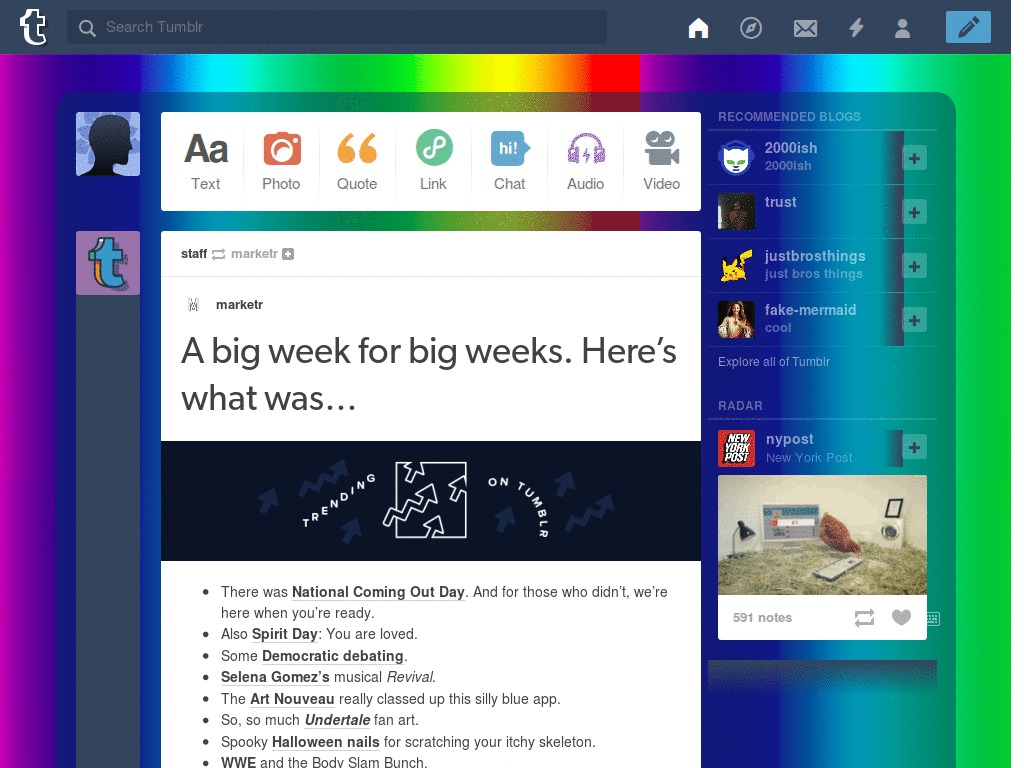 Search Tumblr
Aa
Text
Photo
Quote
Link
hi!
Chat
Audio
Video
staff marketr
marketr
A big week for big weeks. Here’s
what was…
TRENDING ON TUMBLR
There was National Coming Out Day. And for those who didn’t, we’re
here when you’re ready.
Also Spirit Day: You are loved.
Some Democratic debating.
Selena Gomez’s musical Revival.
The Art Nouveau really classed up this silly blue app.
So, so much Undertale fan art.
Spooky Halloween nails for scratching your itchy skeleton.
WWE and the Body Slam Bunch.
RECOMMENDED BLOGS
2000ish
2000ish
trust
justbrosthings
just bros things
fake-mermaid
cool
Explore all of Tumblr
RADAR
NEW
YORK
POST
nypost
New York Post
591 notes